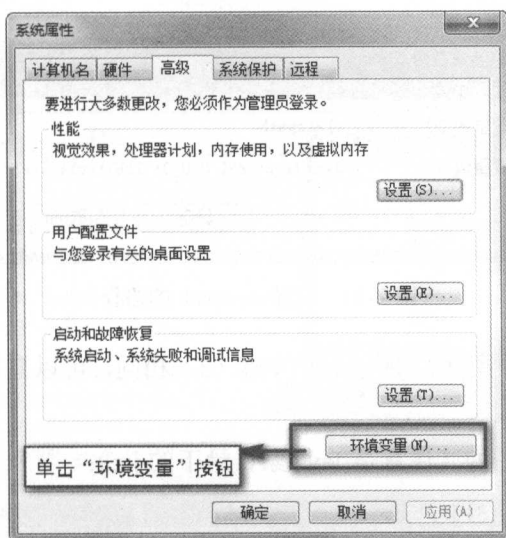 系统属性
计算机名 硬件 高级 系统保护 远程
要进行大多数更改，您必须作为管理员登录。
性能
视觉效果，处理器计划，内存使用，以及虚拟内存
设置(S)...
用户配置文件
与您登录有关的桌面设置
设置(E)...
启动和故障恢复
系统启动、系统失败和调试信息
设置(T)...
环境变量(N)...
单击“环境变量”按钮
确定 取消 应用(A)